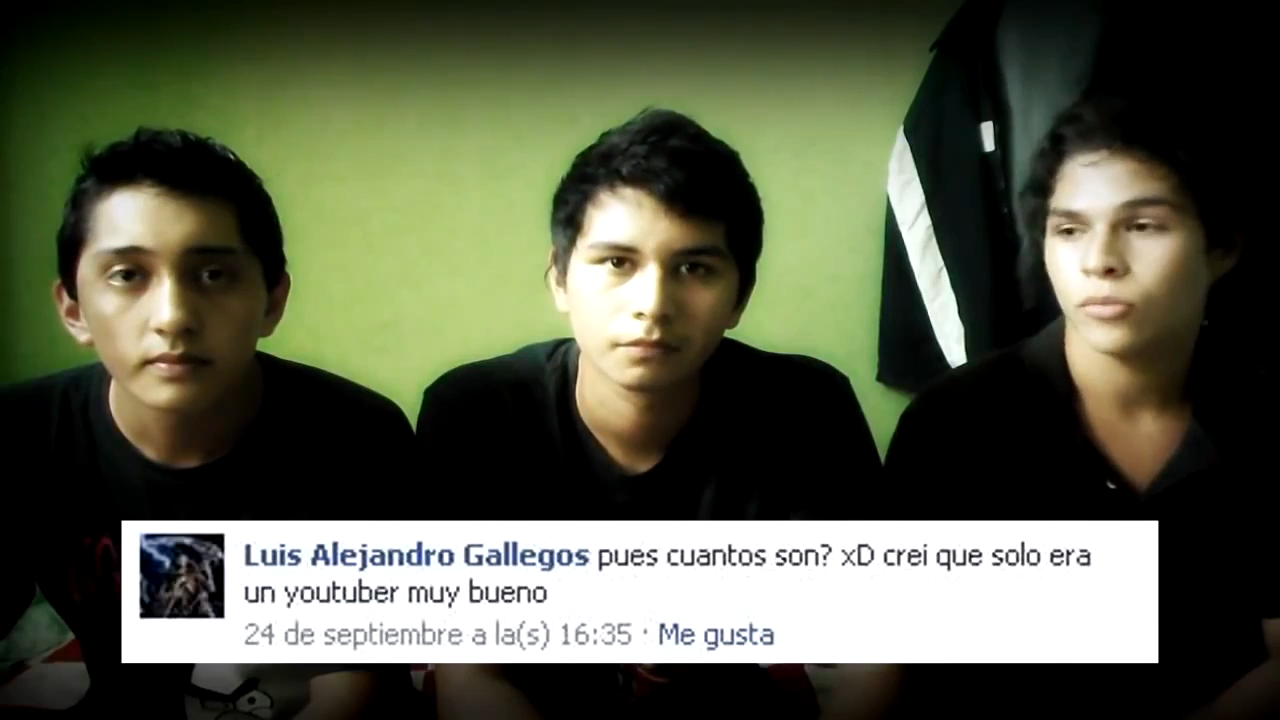 Luis Alejandro Gallegos pues cuantos son? xD crei que solo era
un youtuber muy bueno
24 de septiembre a la(s) 16:35 · Me gusta